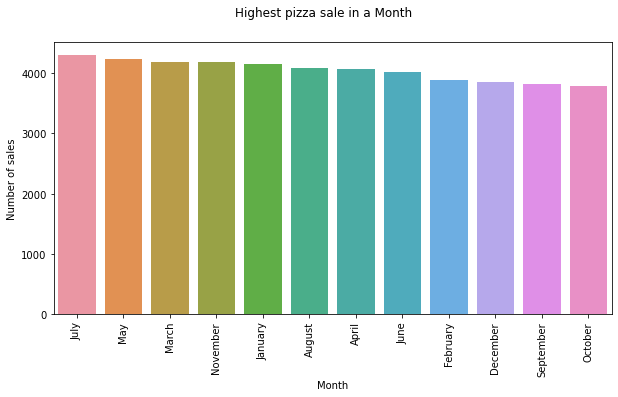 Highest pizza sale in a Month
Number of sales
4000
3000
2000
1000
0
July
May
March
November
January
August
April
June
February
December
September
October
Month